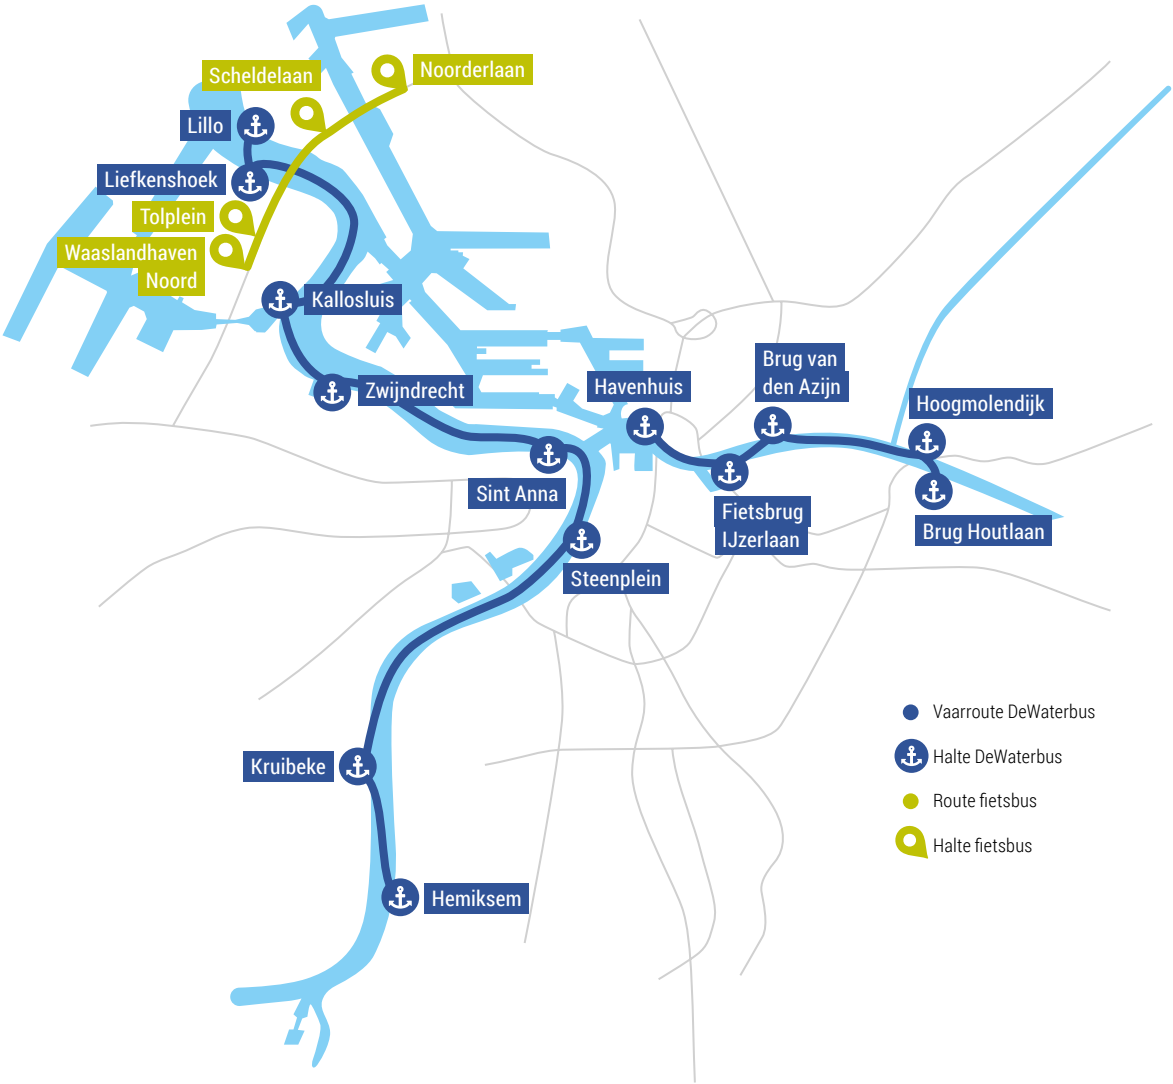 Noorderlaan
Scheldelaan
Lillo
Liefkenshoek
Tolplein
Waaslandhaven
Noord
Kallosluis
Zwijndrecht
Havenhuis
Brug van
den Azijn
Hoogmolendijk
Sint Anna
Fietsbrug
IJzerlaan
Brug Houtlaan
Steenplein
Kruibeke
Hemiksem
Vaarroute DeWaterbus
Halte DeWaterbus
Route fietsbus
Halte fietsbus